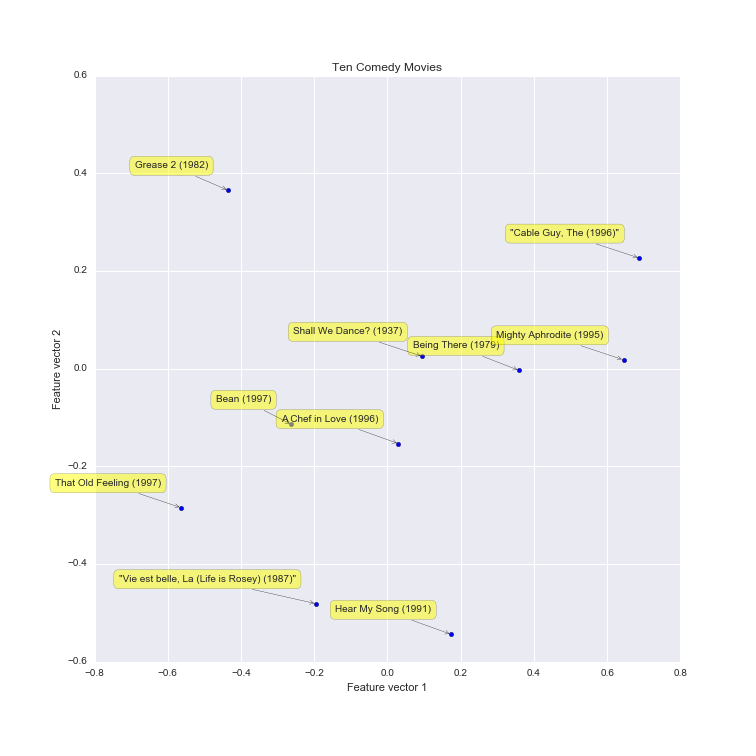 Ten Comedy Movies
0.6
Grease 2 (1982)
0.4
"Cable Guy, The (1996)"
0.2
Shall We Dance? (1937)
Mighty Aphrodite (1995)
Being There (1979)
0.0
Feature vector 2
Bean (1997)
A Chef in Love (1996)
−0.2
That Old Feeling (1997)
−0.4
"Vie est belle, La (Life is Rosey) (1987)"
Hear My Song (1991)
−0.6
−0.8 −0.6 −0.4 −0.2 0.0 0.2 0.4 0.6 0.8
Feature vector 1